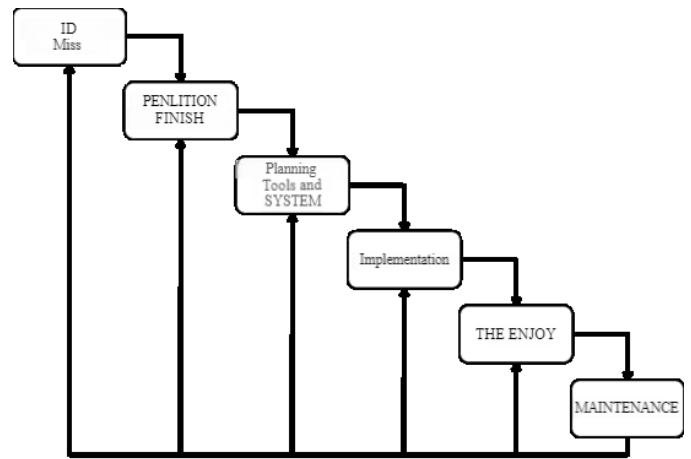 ID
Miss
PENLITION
FINISH
Planning
Tools and
SYSTEM
Implementation
THE ENJOY
MAINTENANCE